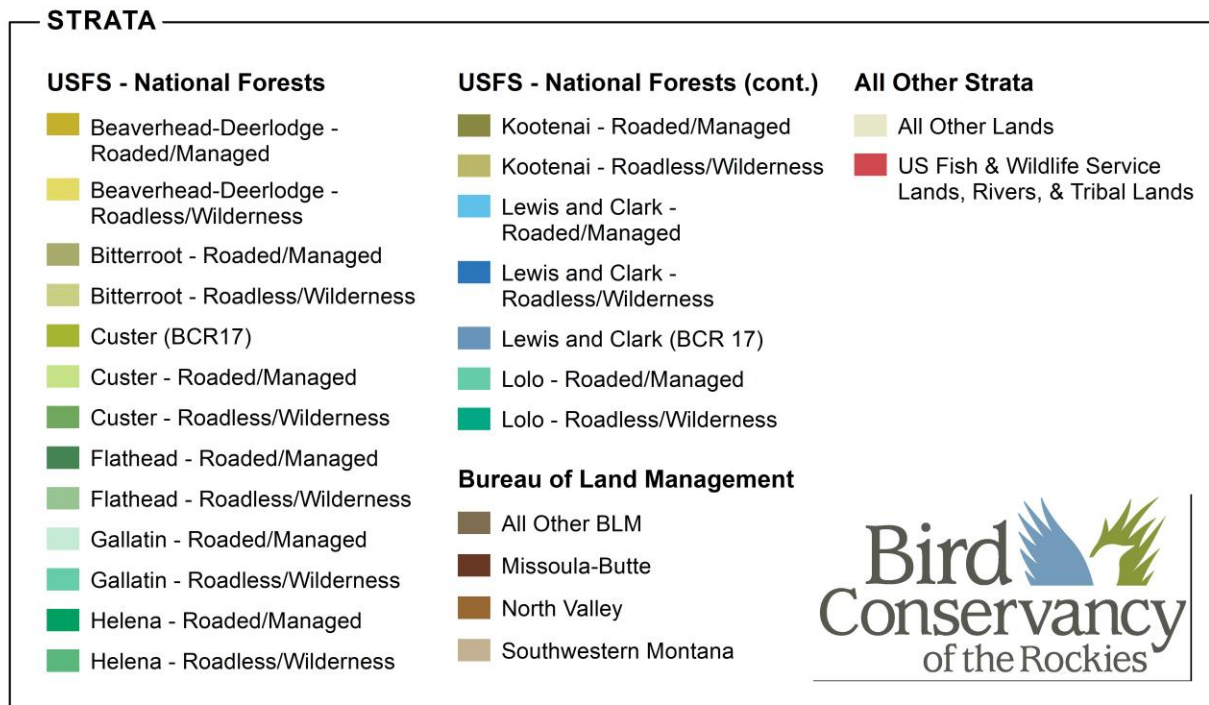 STRATA
USFS - National Forests
Beaverhead-Deerlodge -
Roaded/Managed
Beaverhead-Deerlodge -
Roadless/Wilderness
Bitterroot - Roaded/Managed
Bitterroot - Roadless/Wilderness
Custer (BCR17)
Custer - Roaded/Managed
Custer - Roadless/Wilderness
Flathead - Roaded/Managed
Flathead - Roadless/Wilderness
Gallatin - Roaded/Managed
Gallatin - Roadless/Wilderness
Helena - Roaded/Managed
Helena - Roadless/Wilderness
USFS - National Forests (cont.)
Kootenai - Roaded/Managed
Kootenai - Roadless/Wilderness
Lewis and Clark -
Roaded/Managed
Lewis and Clark -
Roadless/Wilderness
Lewis and Clark (BCR 17)
Lolo - Roaded/Managed
Lolo - Roadless/Wilderness
Bureau of Land Management
All Other BLM
Missoula-Butte
North Valley
Southwestern Montana
All Other Strata
All Other Lands
US Fish & Wildlife Service
Lands, Rivers, & Tribal Lands
Bird
Conservancy
of the Rockies